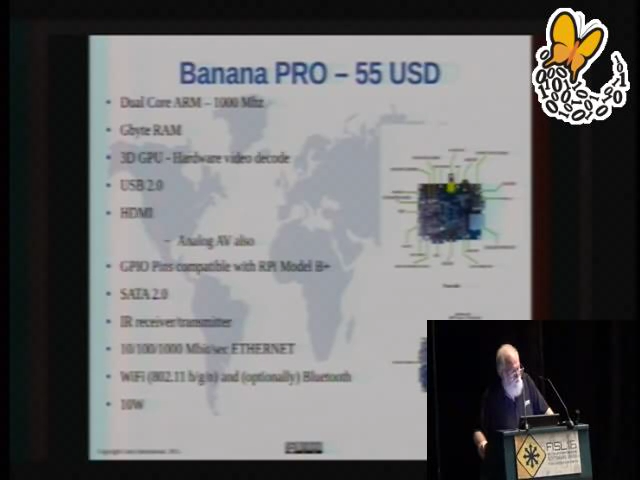 Banana PRO – 55 USD
• Dual Core ARM – 1000 Mhz
• Gbyte RAM
• 3D GPU - Hardware video decode
• USB 2.0
• HDMI
– Analog AV also
• GPIO Pins compatible with RPi Model B+
• SATA 2.0
• IR receiver/transmitter
• 10/100/1000 Mbit/sec ETHERNET
• WiFi (802.11 b/g/n) and (optionally) Bluetooth
• 10W
FISL16